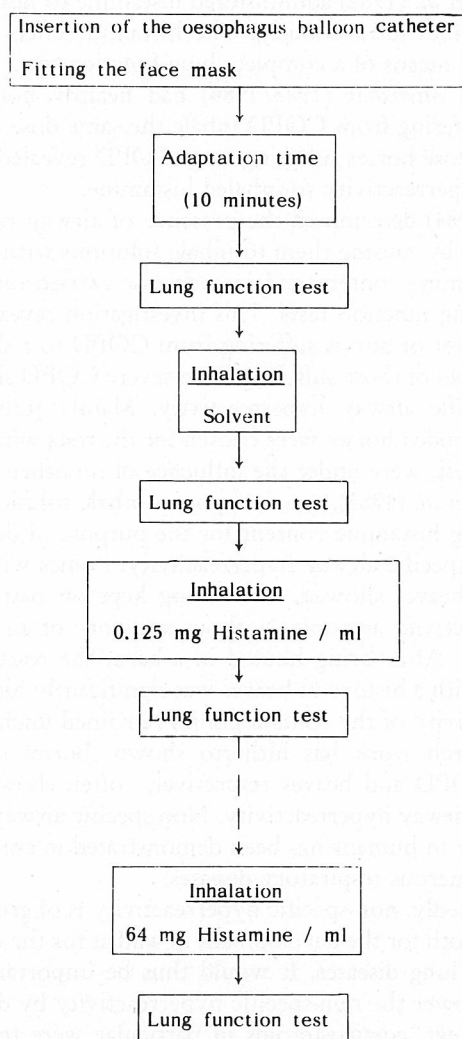 Insertion of the oesophagus balloon catheter
Fitting the face mask
Adaptation time
(10 minutes)
Lung function test
Inhalation
Solvent
Lung function test
Inhalation
0.125 mg Histamine / ml
Lung function test
Inhalation
64 mg Histamine / ml
Lung function test